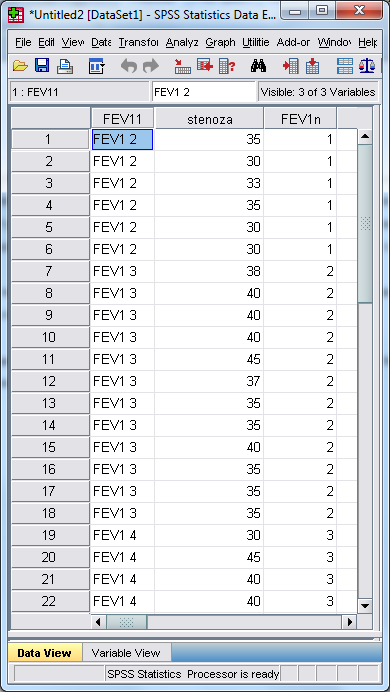 *Untitled2 [DataSet1] - SPSS Statistics Data E...
File Edit View Data Transfor Analyz Graphs Utilitie Add-or Window Help
1 : FEV11 FEV1 2 Visible: 3 of 3 Variables
FEV11 stenoza FEV1n
1 FEV1 2 35 1
2 FEV1 2 30 1
3 FEV1 2 33 1
4 FEV1 2 35 1
5 FEV1 2 30 1
6 FEV1 2 30 1
7 FEV1 3 38 2
8 FEV1 3 40 2
9 FEV1 3 40 2
10 FEV1 3 40 2
11 FEV1 3 45 2
12 FEV1 3 37 2
13 FEV1 3 35 2
14 FEV1 3 35 2
15 FEV1 3 40 2
16 FEV1 3 35 2
17 FEV1 3 35 2
18 FEV1 3 35 2
19 FEV1 4 30 3
20 FEV1 4 45 3
21 FEV1 4 40 3
22 FEV1 4 40 3
Data View Variable View
SPSS Statistics Processor is ready